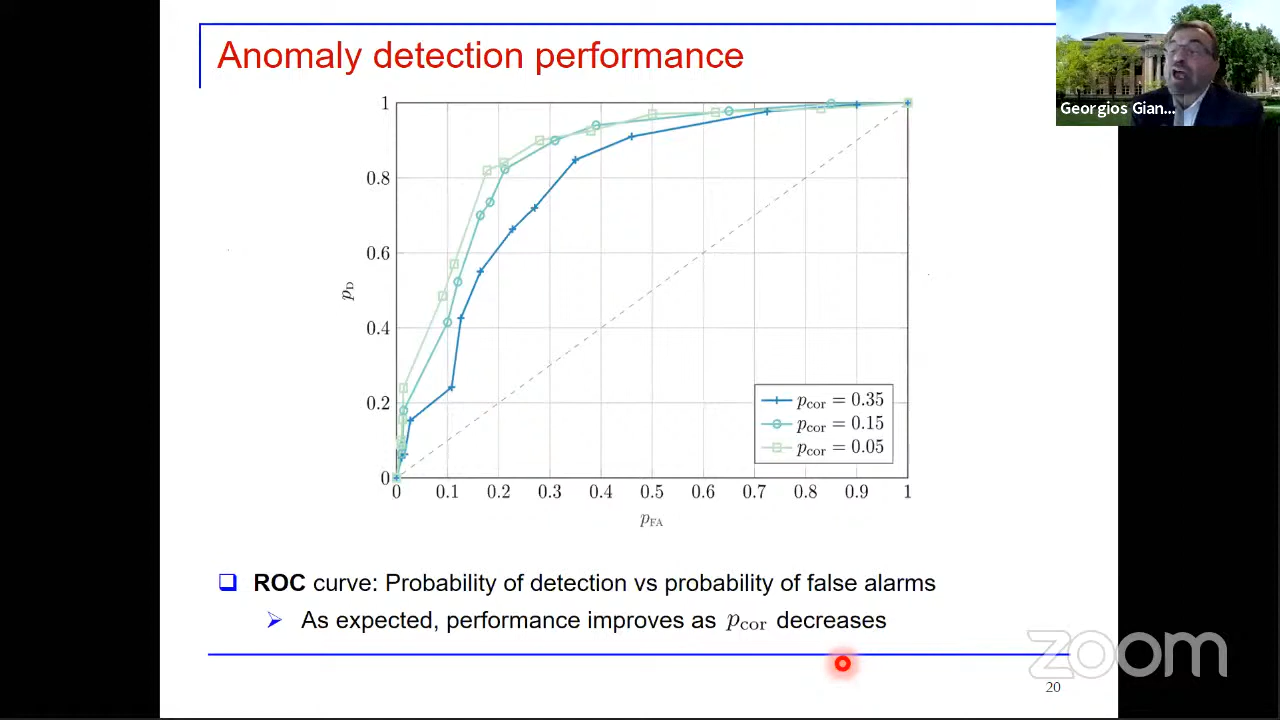 Anomaly detection performance
Georgios Gian...
1
0.8
0.6
0.4
0.2
0
p_D
0 0.1 0.2 0.3 0.4 0.5 0.6 0.7 0.8 0.9 1
p_FA
p_cor = 0.35
p_cor = 0.15
p_cor = 0.05
ROC curve: Probability of detection vs probability of false alarms
As expected, performance improves as p_cor decreases
zoom
20